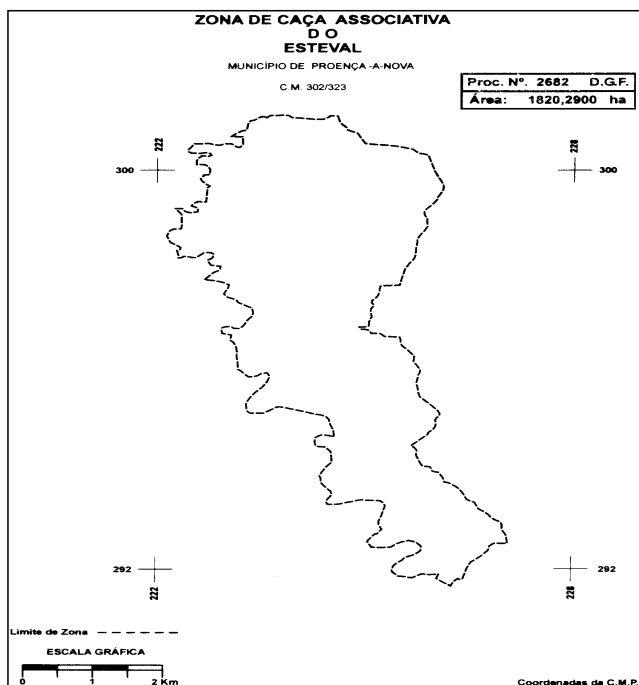 ZONA DE CAÇA ASSOCIATIVA
D O
ESTEVAL
MUNICÍPIO DE PROENÇA -A-NOVA
C.M. 302/323
Proc. Nº. 2682 D.G.F.
Área: 1820,2900 ha
222
228
300
300
292
292
222
228
Limite de Zona
ESCALA GRÁFICA
0 1 2 Km
Coordenadas da C.M.P.